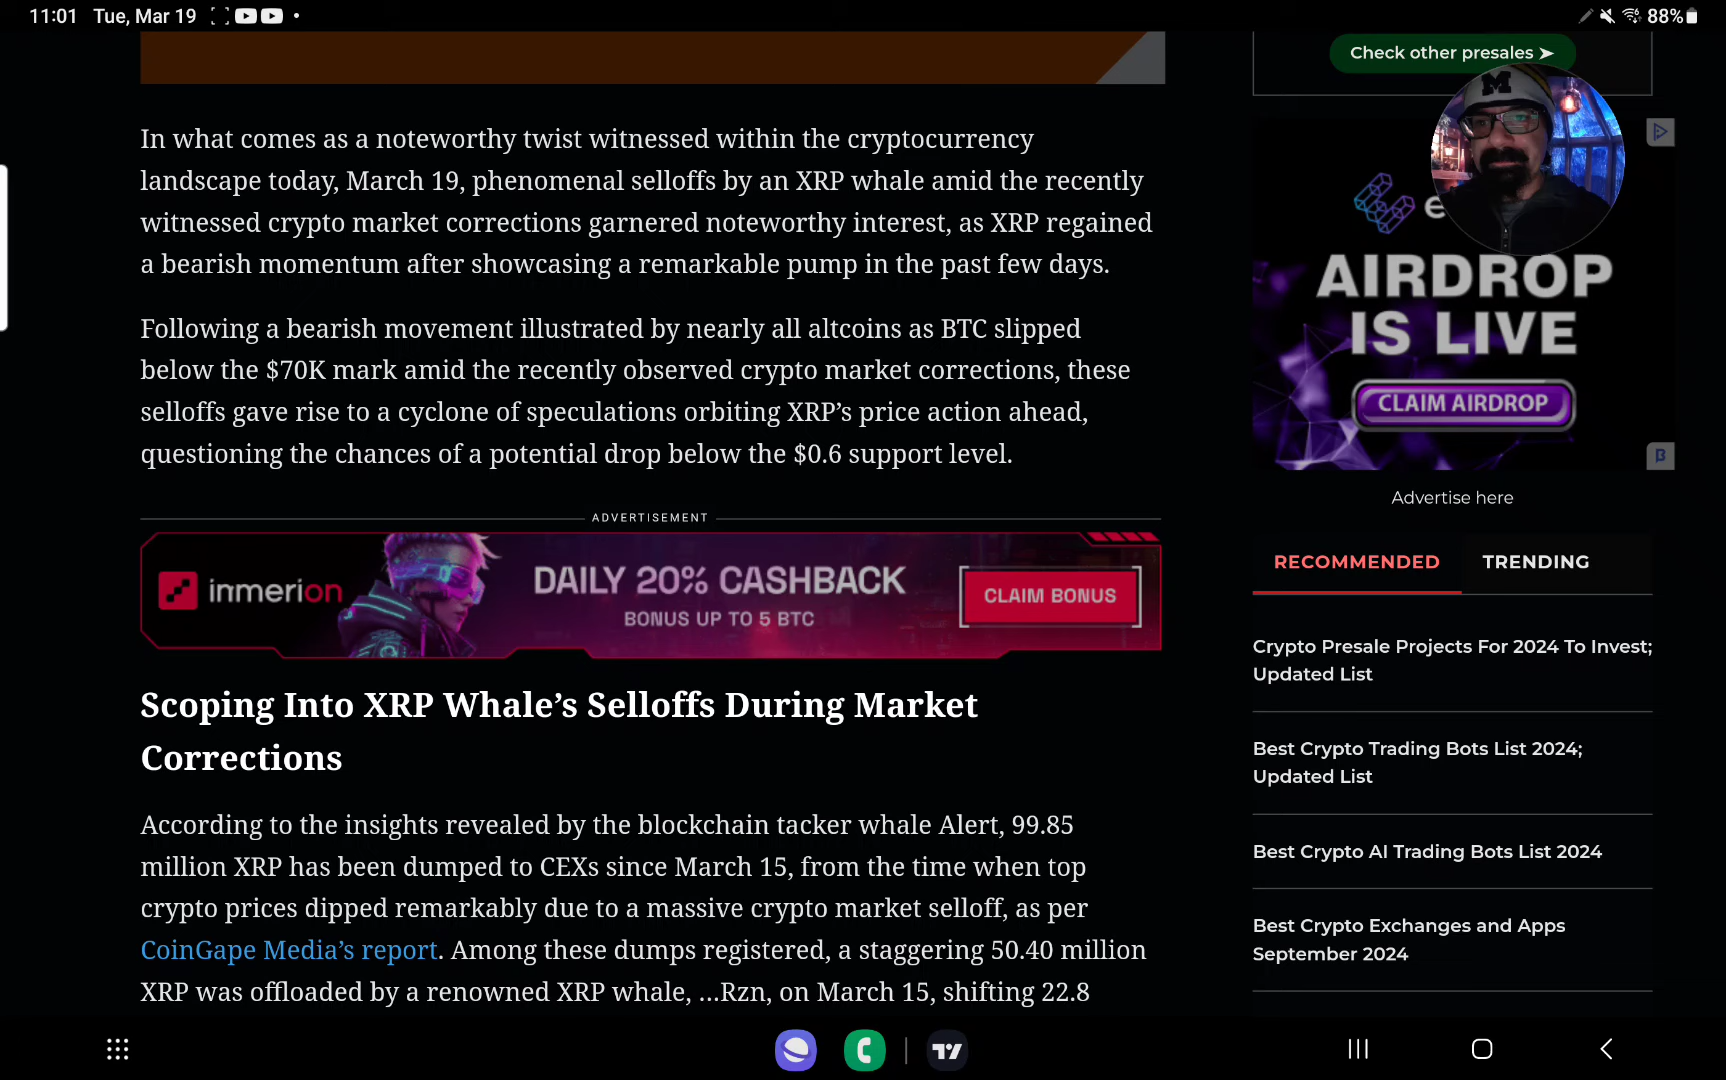 11:01 Tue, Mar 19
88%
Check other presales ➤
In what comes as a noteworthy twist witnessed within the cryptocurrency
landscape today, March 19, phenomenal selloffs by an XRP whale amid the recently
witnessed crypto market corrections garnered noteworthy interest, as XRP regained
a bearish momentum after showcasing a remarkable pump in the past few days.
Following a bearish movement illustrated by nearly all altcoins as BTC slipped
below the $70K mark amid the recently observed crypto market corrections, these
selloffs gave rise to a cyclone of speculations orbiting XRP’s price action ahead,
questioning the chances of a potential drop below the $0.6 support level.
ADVERTISEMENT
inmerion
DAILY 20% CASHBACK
BONUS UP TO 5 BTC
CLAIM BONUS
Scoping Into XRP Whale’s Selloffs During Market
Corrections
According to the insights revealed by the blockchain tacker whale Alert, 99.85
million XRP has been dumped to CEXs since March 15, from the time when top
crypto prices dipped remarkably due to a massive crypto market selloff, as per
CoinGape Media’s report. Among these dumps registered, a staggering 50.40 million
XRP was offloaded by a renowned XRP whale, …Rzn, on March 15, shifting 22.8
M
AIRDROP
IS LIVE
CLAIM AIRDROP
Advertise here
RECOMMENDED
TRENDING
Crypto Presale Projects For 2024 To Invest;
Updated List
Best Crypto Trading Bots List 2024;
Updated List
Best Crypto AI Trading Bots List 2024
Best Crypto Exchanges and Apps
September 2024